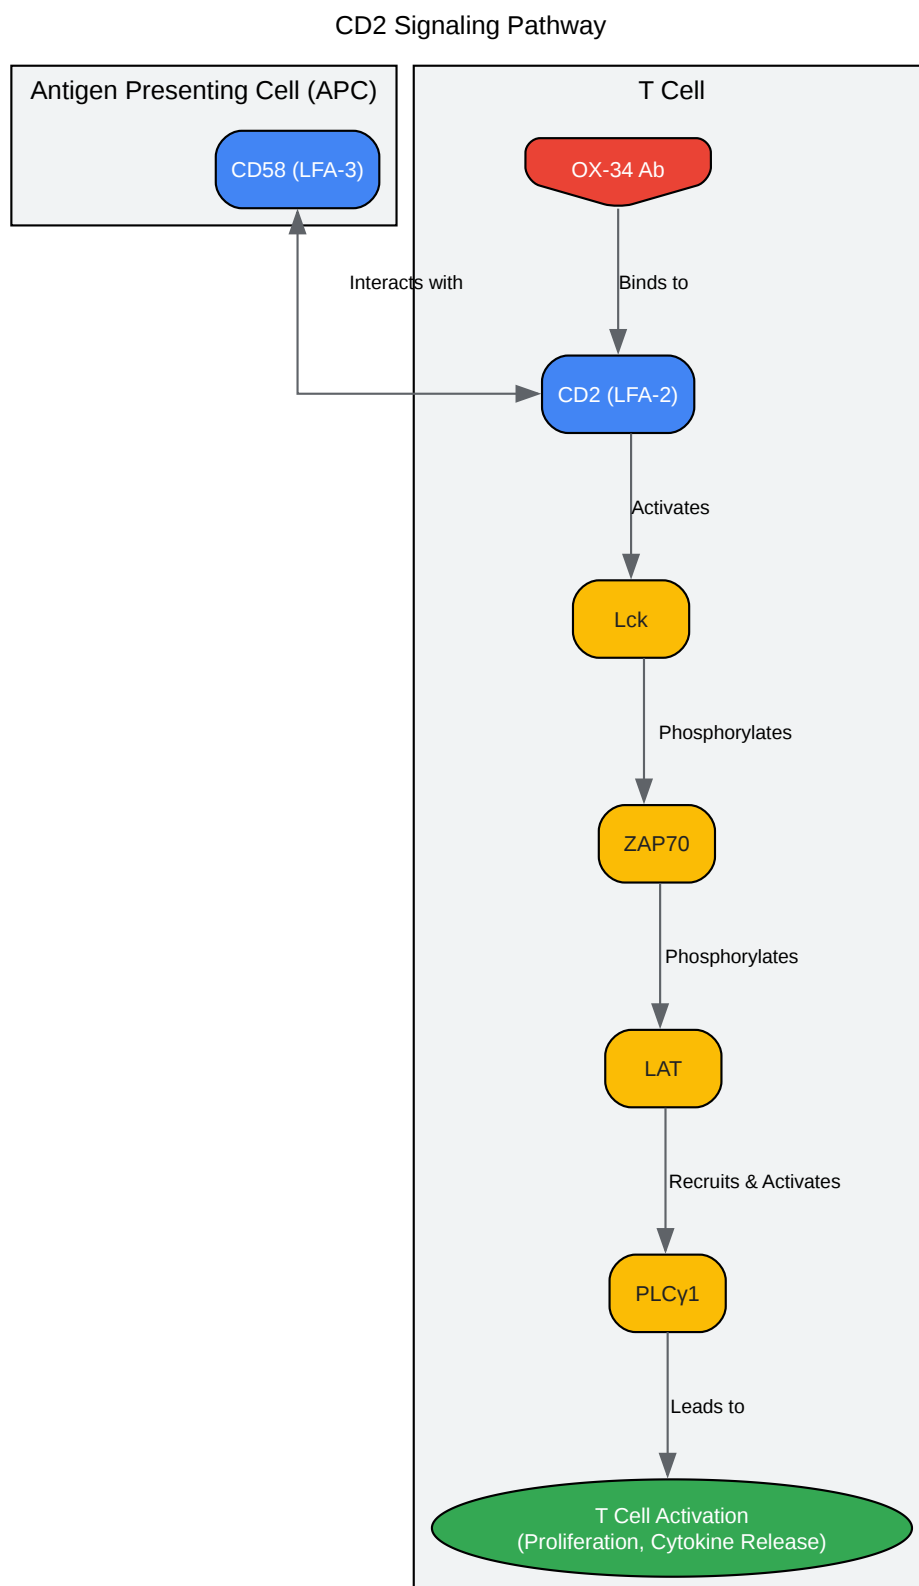 CD2 Signaling Pathway
Antigen Presenting Cell (APC)
T Cell
CD58 (LFA-3)
OX-34 Ab
Interacts with
Binds to
CD2 (LFA-2)
Activates
Lck
Phosphorylates
ZAP70
Phosphorylates
LAT
Recruits & Activates
PLCγ1
Leads to
T Cell Activation
(Proliferation, Cytokine Release)